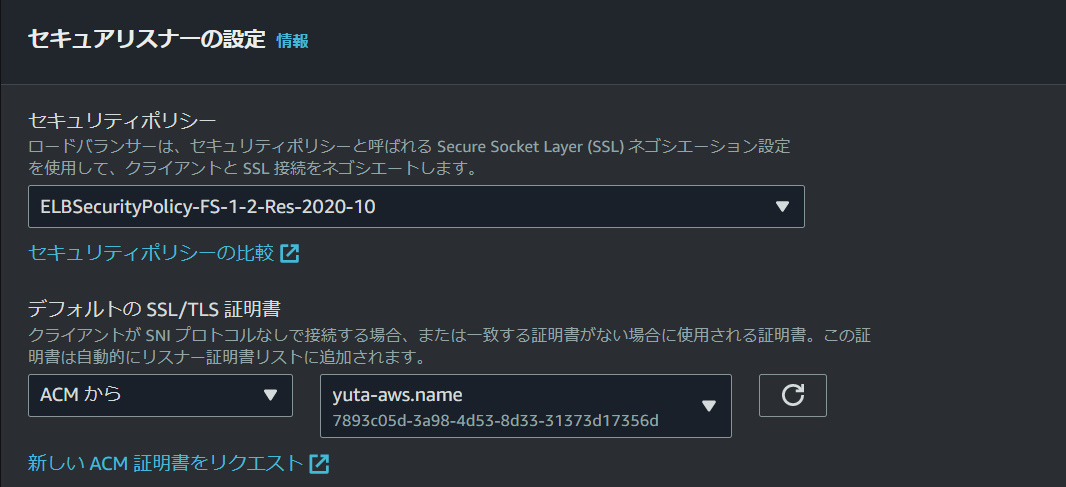 セキュアリスナーの設定 情報
セキュリティポリシー
ロードバランサーは、セキュリティポリシーと呼ばれる Secure Socket Layer (SSL) ネゴシエーション設定
を使用して、クライアントと SSL 接続をネゴシエートします。
ELBSecurityPolicy-FS-1-2-Res-2020-10
セキュリティポリシーの比較
デフォルトの SSL/TLS 証明書
クライアントが SNI プロトコルなしで接続する場合、または一致する証明書がない場合に使用される証明書。この証
明書は自動的にリスナー証明書リストに追加されます。
ACM から
yuta-aws.name
7893c05d-3a98-4d53-8d33-31373d17356d
新しい ACM 証明書をリクエスト